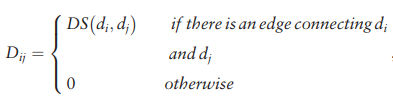 DS(d_i, d_j) if there is an edge connecting d_i
D_ij = { and d_j ,
0 otherwise